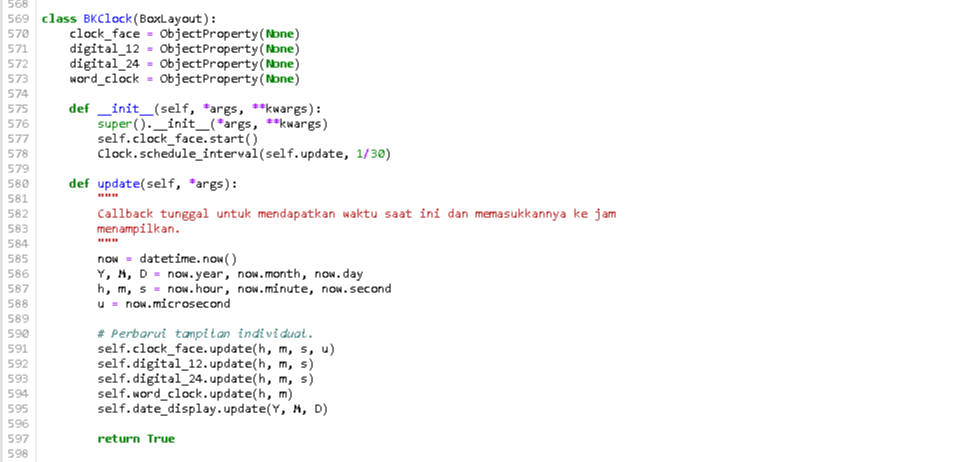 568
569 class BKClock(BoxLayout):
570     clock_face = ObjectProperty(None)
571     digital_12 = ObjectProperty(None)
572     digital_24 = ObjectProperty(None)
573     word_clock = ObjectProperty(None)
574
575     def __init__(self, *args, **kwargs):
576         super().__init__(*args, **kwargs)
577         self.clock_face.start()
578         Clock.schedule_interval(self.update, 1/30)
579
580     def update(self, *args):
581         """
582         Callback tunggal untuk mendapatkan waktu saat ini dan memasukkannya ke jam
583         menampilkan.
584         """
585         now = datetime.now()
586         Y, M, D = now.year, now.month, now.day
587         h, m, s = now.hour, now.minute, now.second
588         u = now.microsecond
589
590         # Perbarui tampilan individual.
591         self.clock_face.update(h, m, s, u)
592         self.digital_12.update(h, m, s)
593         self.digital_24.update(h, m, s)
594         self.word_clock.update(h, m)
595         self.date_display.update(Y, M, D)
596
597         return True
598